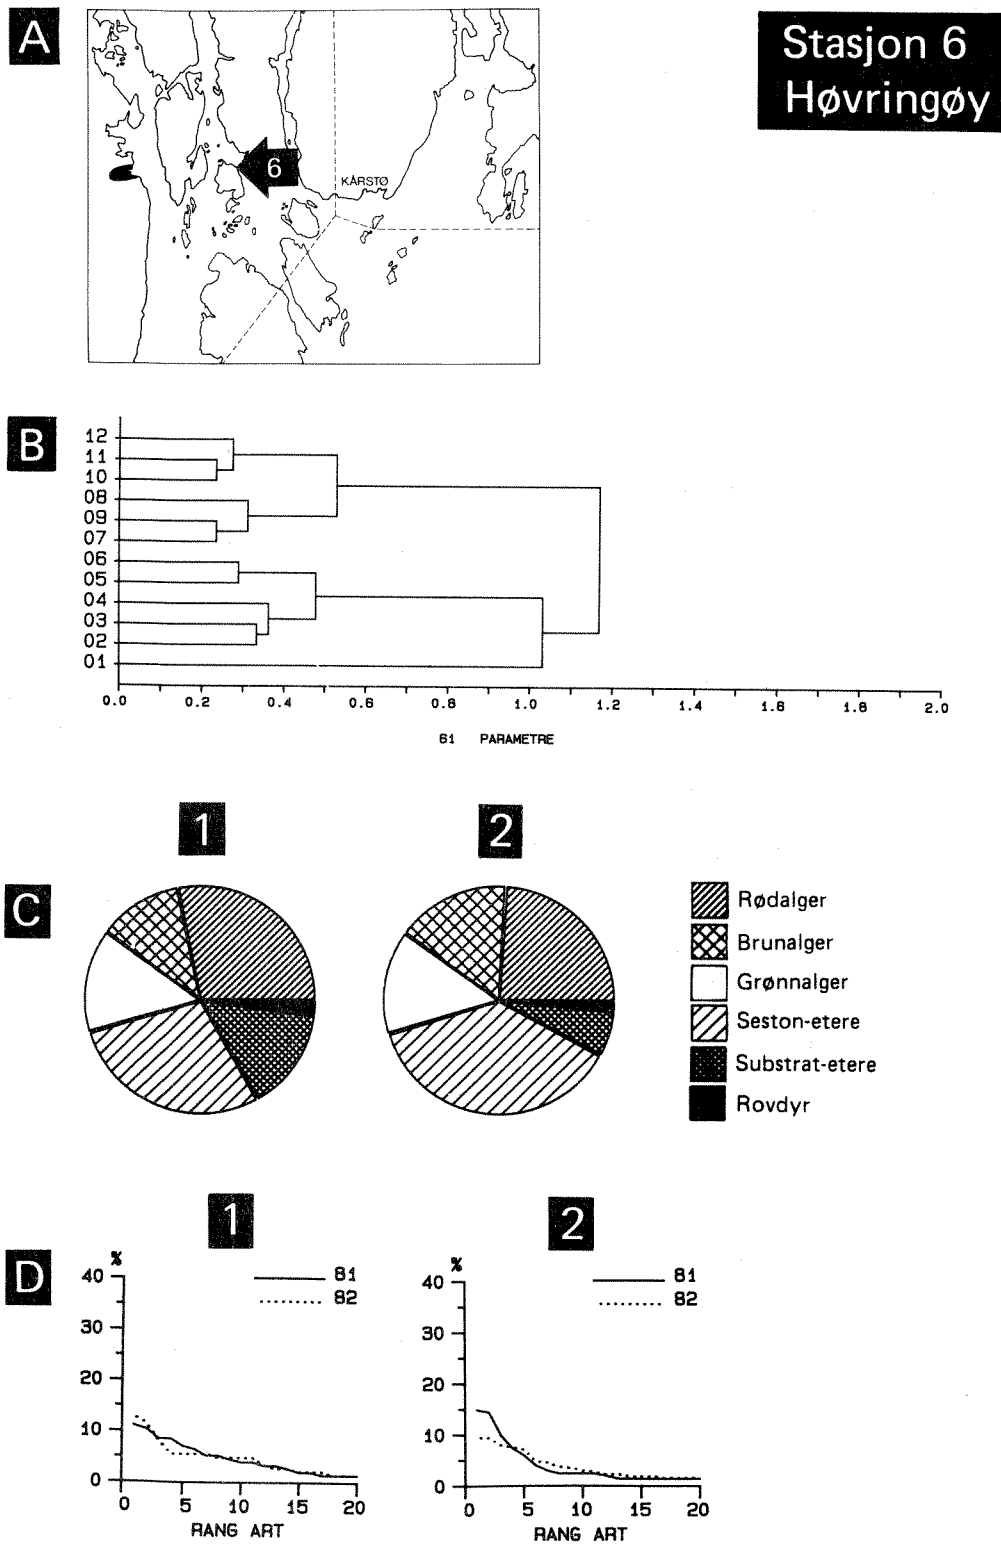 A
Stasjon 6
Høvringøy
6
KÅRSTØ
B
12
11
10
08
09
07
06
05
04
03
02
01
0.0 0.2 0.4 0.6 0.8 1.0 1.2 1.4 1.6 1.8 2.0
61 PARAMETRE
1 2
C
Rødalger
Brunalger
Grønnalger
Seston-etere
Substrat-etere
Rovdyr
1 2
D
%
40
30
20
10
0
0 5 10 15 20
RANG ART
81
82
%
40
30
20
10
0
0 5 10 15 20
RANG ART
81
82